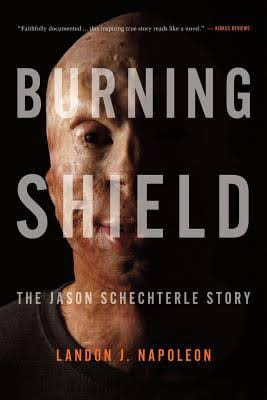 “Faithfully documented ... this inspiring true story reads like a novel.” — KIRKUS REVIEWS
BURNING
SHIELD
THE JASON SCHECHTERLE STORY
LANDON J. NAPOLEON